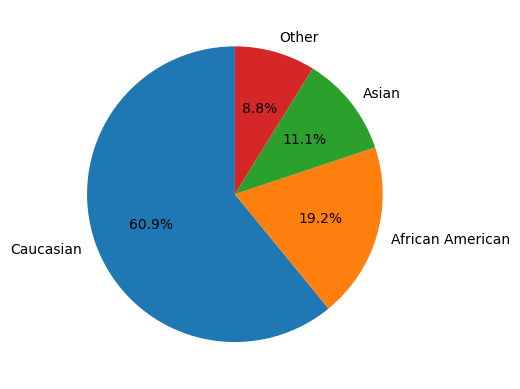 Other
8.8%
Asian
11.1%
60.9%
19.2%
African American
Caucasian